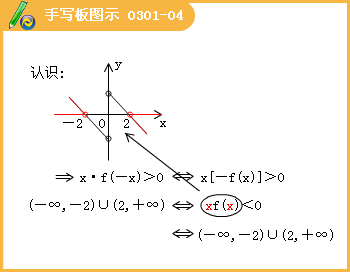 手写板图示 0301-04
认识:
y
-2 0 2 x
⇒ x·f(-x)>0 ⇔ x[-f(x)]>0
(-∞,-2)∪(2,+∞) ⇔ xf(x)<0
⇔ (-∞,-2)∪(2,+∞)